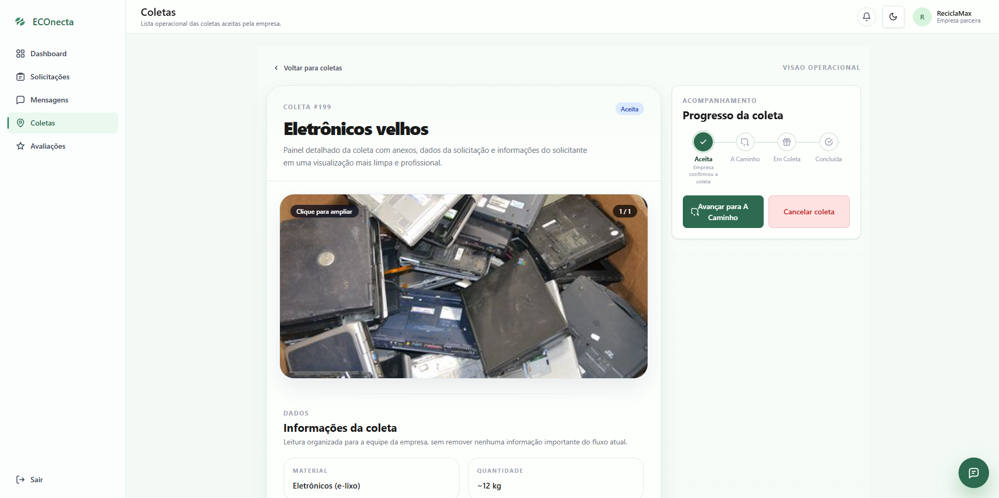 ECOnecta
Dashboard
Solicitações
Mensagens
Coletas
Avaliações
Sair
Coletas
Lista operacional das coletas aceitas pela empresa.
R
ReciclaMax
Empresa parceira
Voltar para coletas
VISAO OPERACIONAL
COLETA #199
Aceita
Eletrônicos velhos
Painel detalhado da coleta com anexos, dados da solicitação e informações do solicitante
em uma visualização mais limpa e profissional.
Clique para ampliar
1 / 1
DADOS
Informações da coleta
Leitura organizada para a equipe da empresa, sem remover nenhuma informação importante do fluxo atual.
MATERIAL
Eletrônicos (e-lixo)
QUANTIDADE
~12 kg
ACOMPANHAMENTO
Progresso da coleta
Aceita
Empresa
confirmou a
coleta
A Caminho
Em Coleta
Concluída
Avançar para A
Caminho
Cancelar coleta